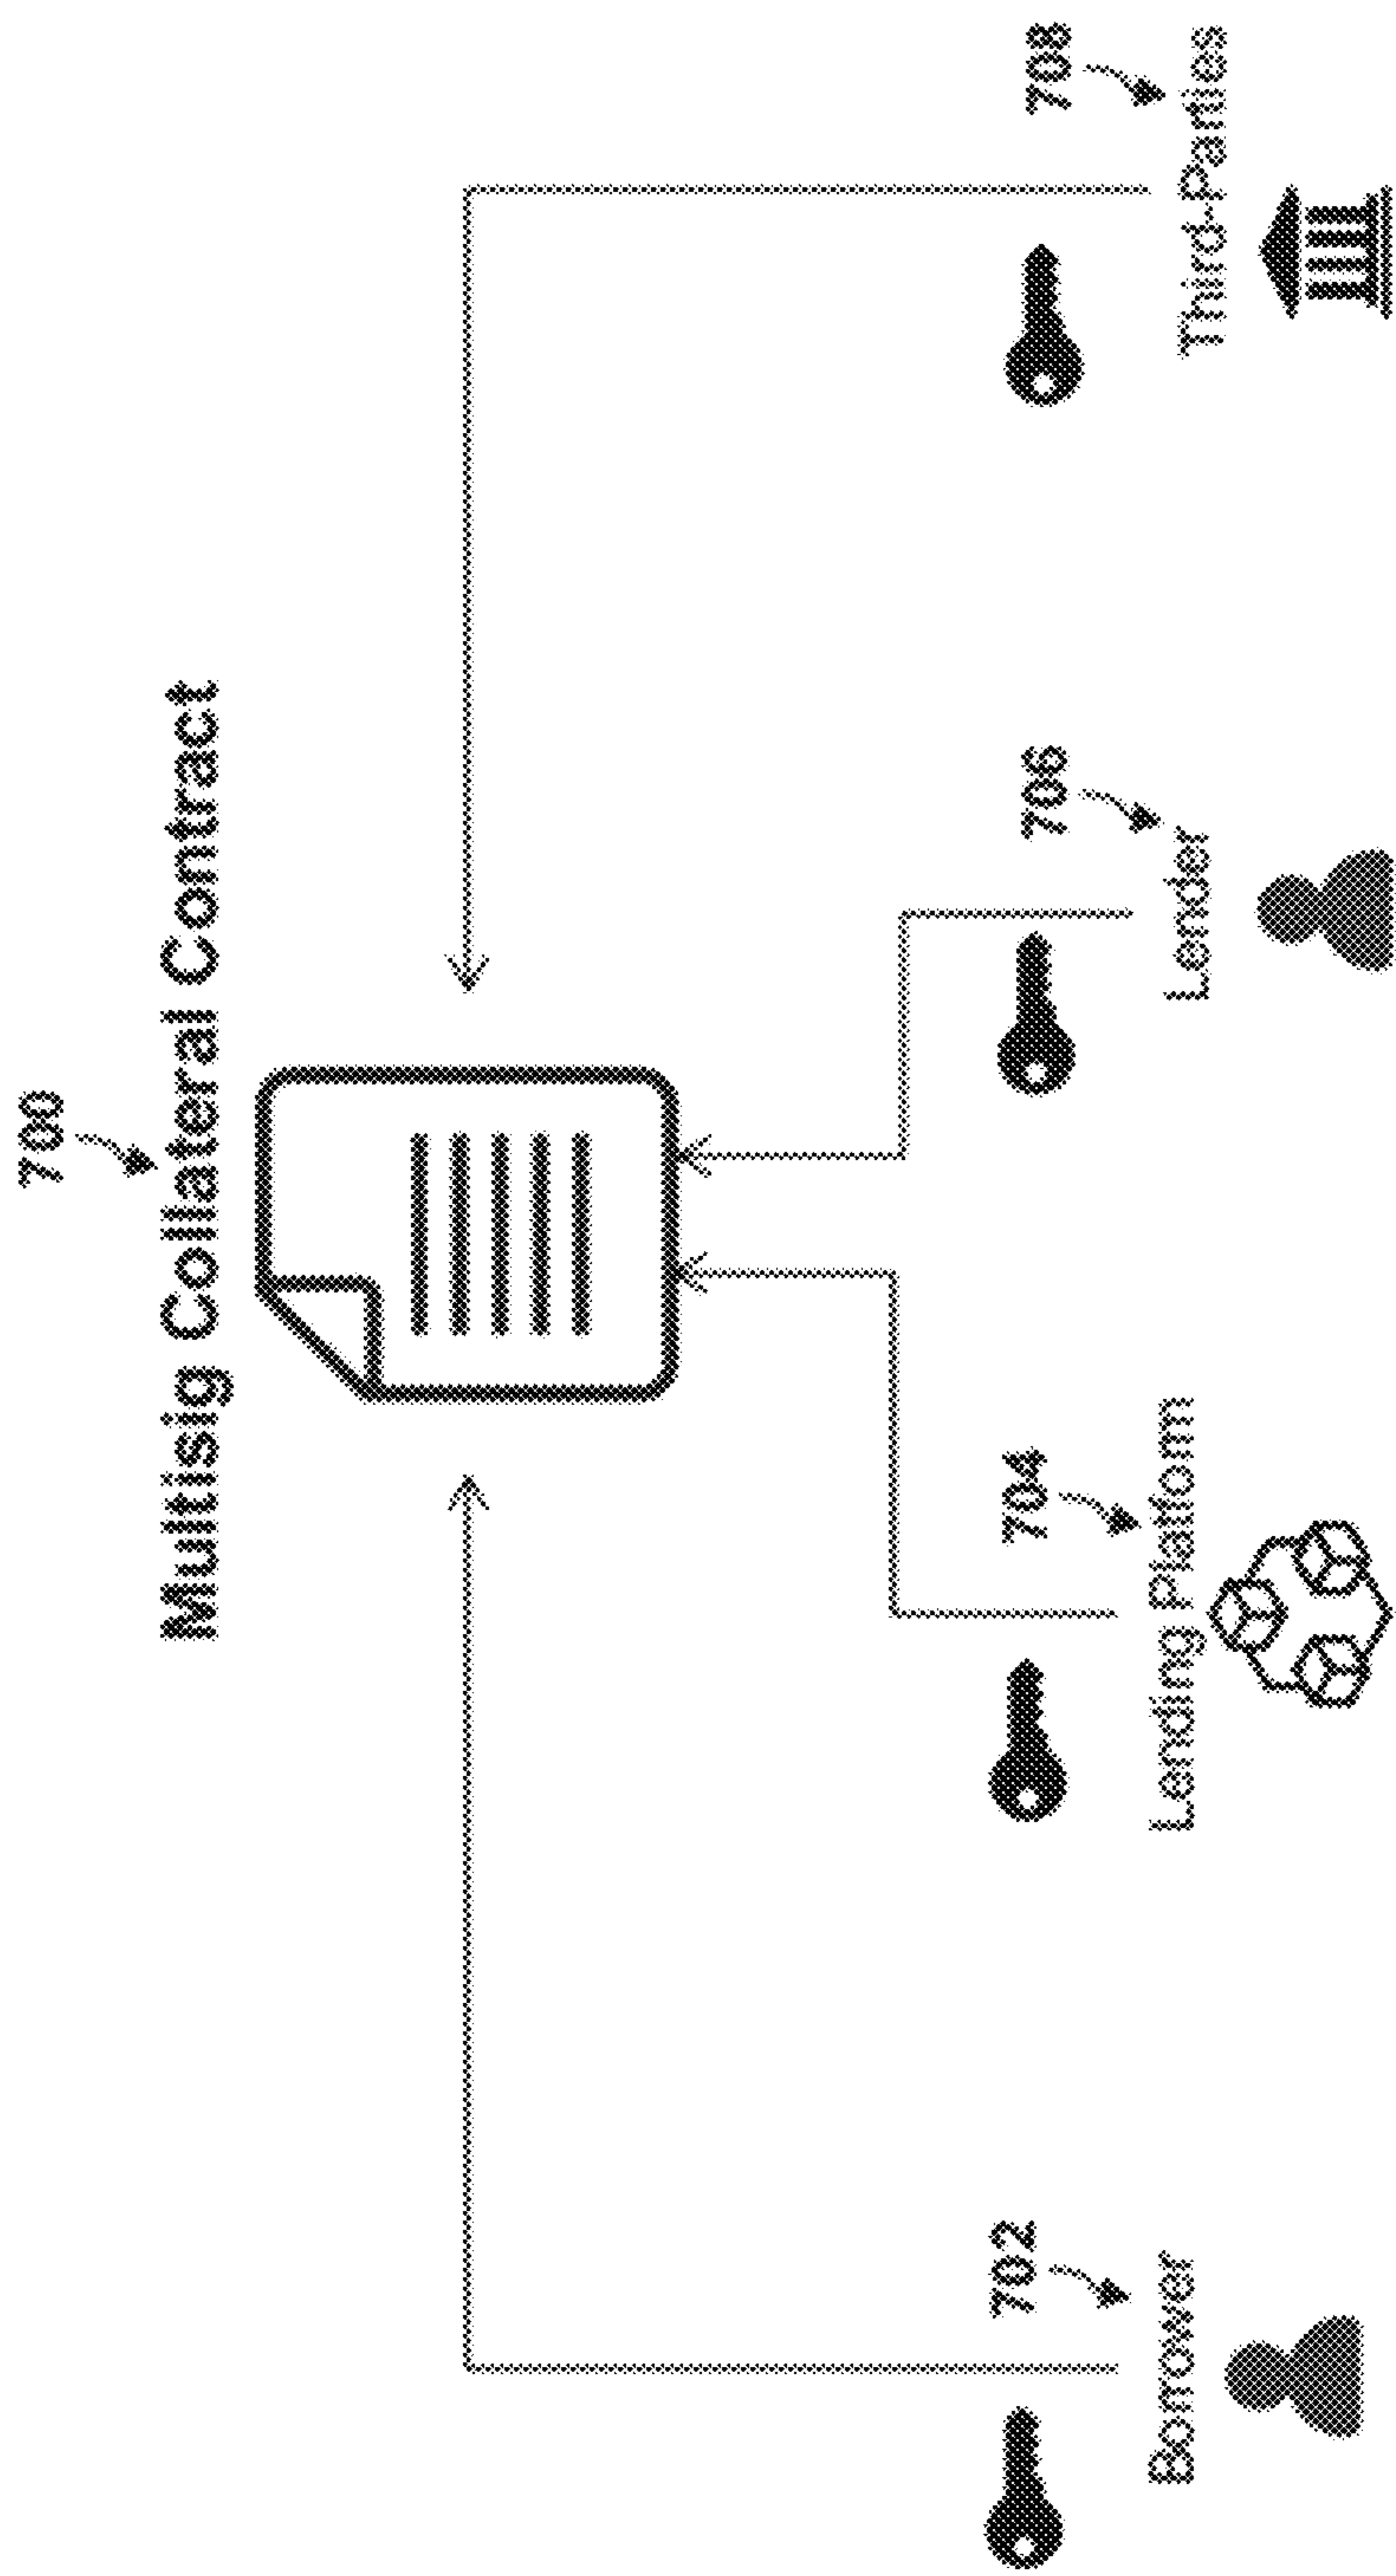 700
Multisig Collateral Contract
702
Borrower
704
Lending Platform
706
Lender
708
Third-Parties